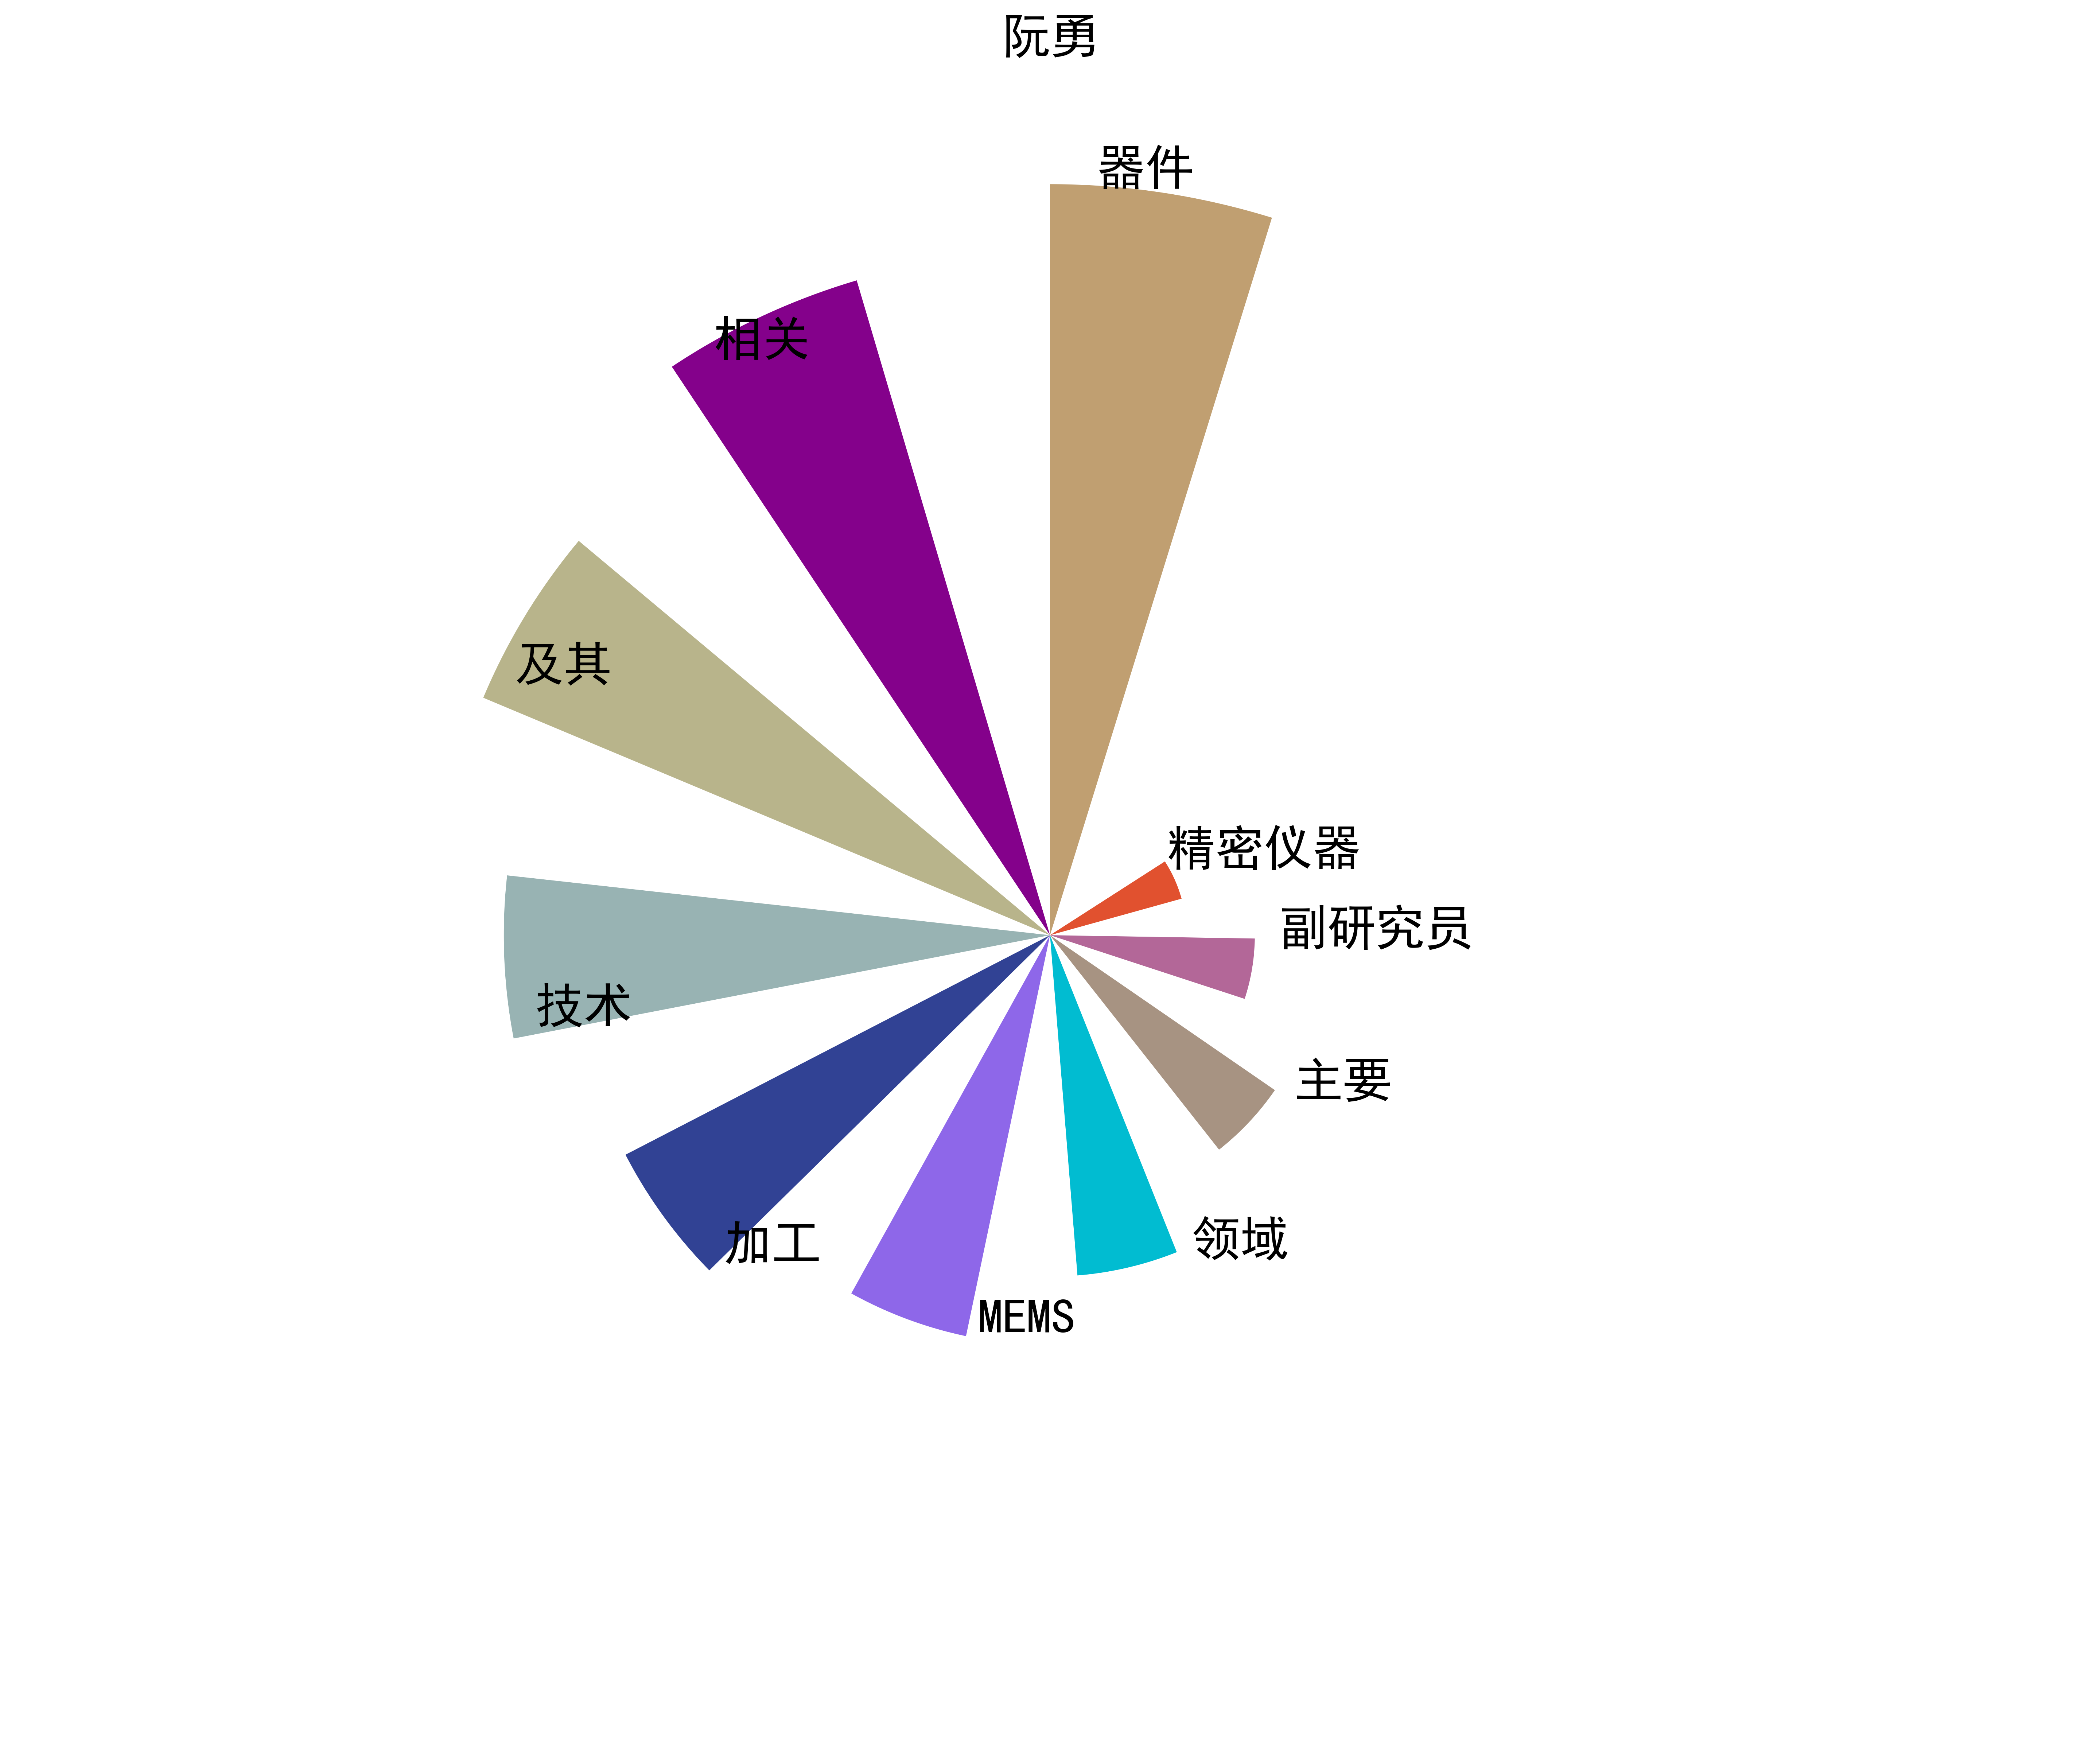 阮勇
器件
相关
及其
精密仪器
副研究员
技术
主要
领域
加工
MEMS